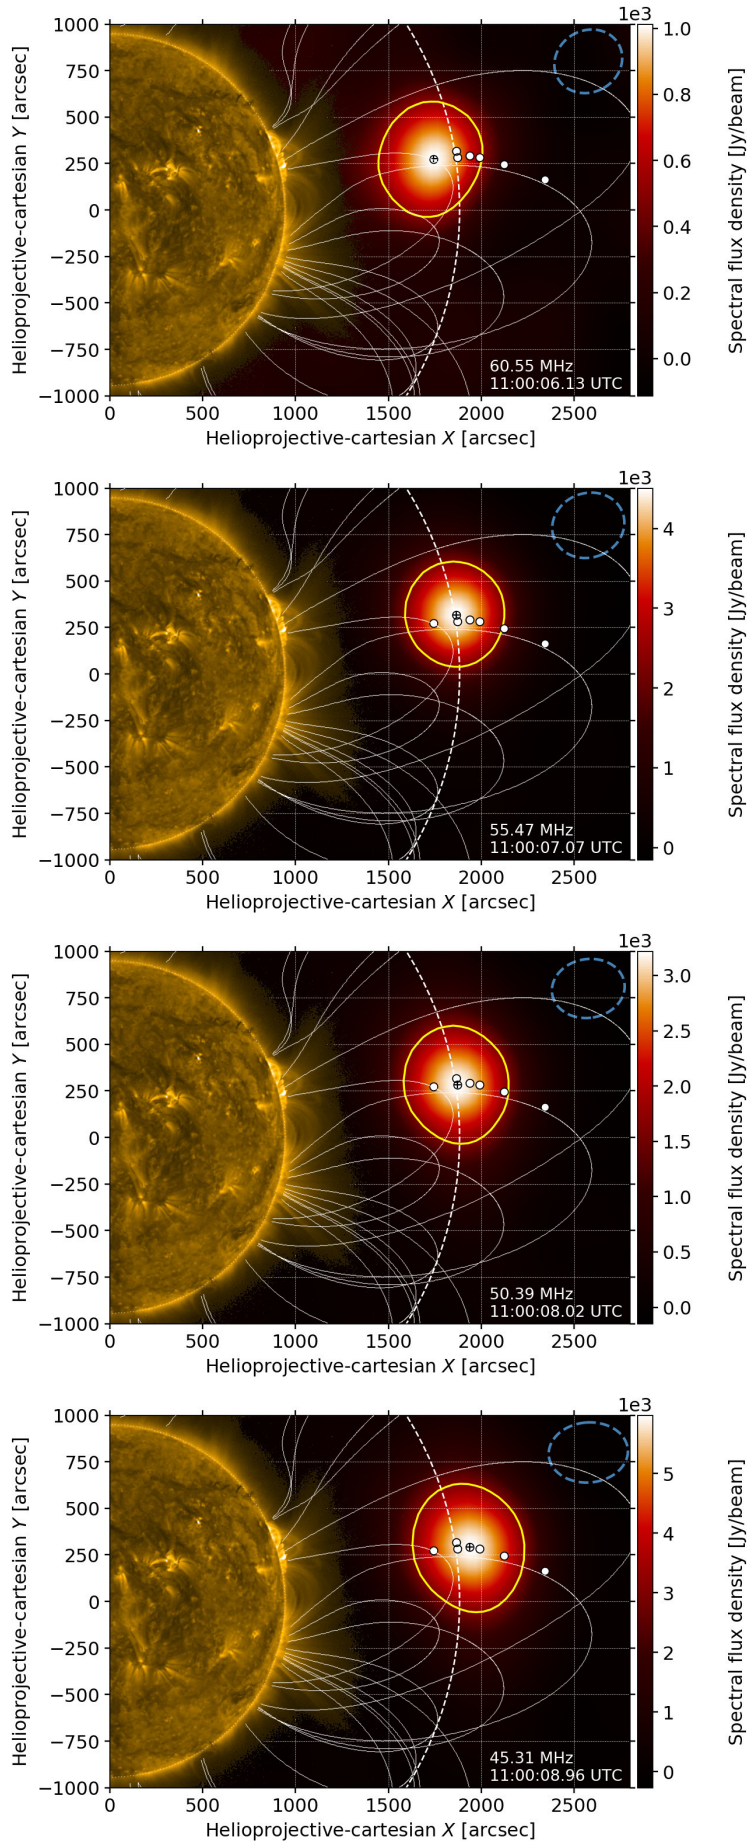 1e3
1000
750
500
250
0
−250
−500
−750
−1000
Helioprojective-cartesian Y [arcsec]
60.55 MHz
11:00:06.13 UTC
0 500 1000 1500 2000 2500
Helioprojective-cartesian X [arcsec]
1.0
0.8
0.6
0.4
0.2
0.0
Spectral flux density [Jy/beam]
1e3
1000
750
500
250
0
−250
−500
−750
−1000
Helioprojective-cartesian Y [arcsec]
55.47 MHz
11:00:07.07 UTC
0 500 1000 1500 2000 2500
Helioprojective-cartesian X [arcsec]
4
3
2
1
0
Spectral flux density [Jy/beam]
1e3
1000
750
500
250
0
−250
−500
−750
−1000
Helioprojective-cartesian Y [arcsec]
50.39 MHz
11:00:08.02 UTC
0 500 1000 1500 2000 2500
Helioprojective-cartesian X [arcsec]
3.0
2.5
2.0
1.5
1.0
0.5
0.0
Spectral flux density [Jy/beam]
1e3
1000
750
500
250
0
−250
−500
−750
−1000
Helioprojective-cartesian Y [arcsec]
45.31 MHz
11:00:08.96 UTC
0 500 1000 1500 2000 2500
Helioprojective-cartesian X [arcsec]
5
4
3
2
1
0
Spectral flux density [Jy/beam]